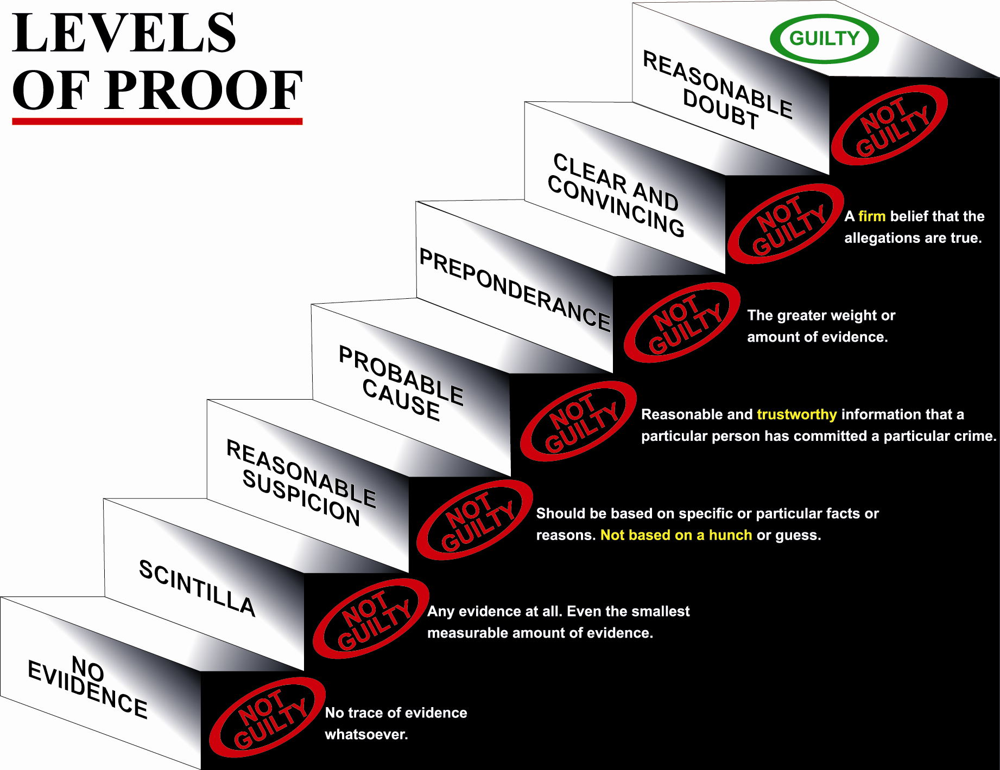 LEVELS
OF PROOF
GUILTY
REASONABLE
DOUBT
NOT
GUILTY
CLEAR AND
CONVINCING
NOT
GUILTY
A firm belief that the
allegations are true.
PREPONDERANCE
NOT
GUILTY
The greater weight or
amount of evidence.
PROBABLE
CAUSE
NOT
GUILTY
Reasonable and trustworthy information that a
particular person has committed a particular crime.
REASONABLE
SUSPICION
NOT
GUILTY
Should be based on specific or particular facts or
reasons. Not based on a hunch or guess.
SCINTILLA
NOT
GUILTY
Any evidence at all. Even the smallest
measurable amount of evidence.
NO
EVIIDENCE
NOT
GUILTY
No trace of evidence
whatsoever.